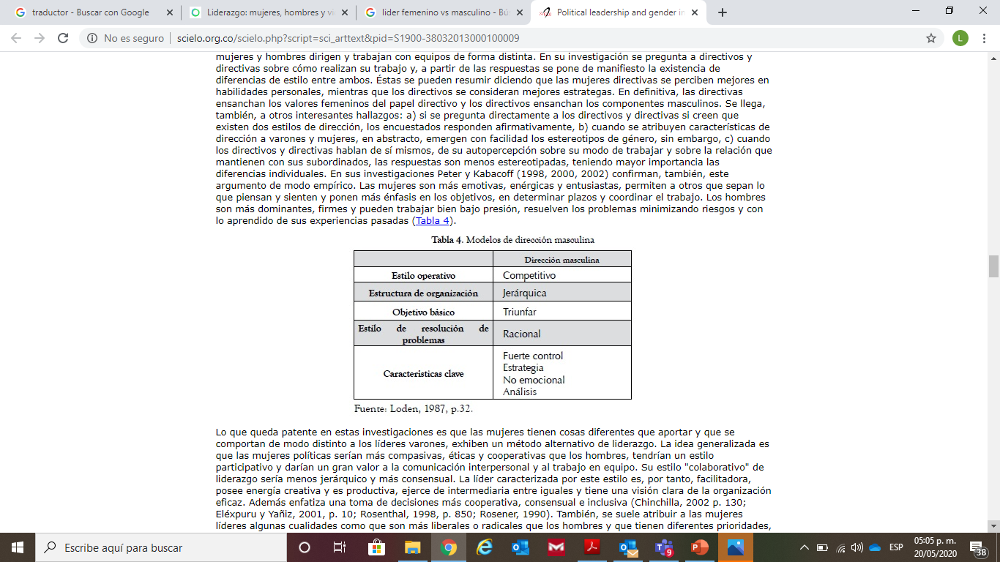 traductor - Buscar con Google
Liderazgo: mujeres, hombres y v
lider femenino vs masculino - Bú
Political leadership and gender in
No es seguro
scielo.org.co/scielo.php?script=sci_arttext&pid=S1900-38032013000100009
L
mujeres y hombres dirigen y trabajan con equipos de forma distinta. En su investigación se pregunta a directivos y
directivas sobre cómo realizan su trabajo y, a partir de las respuestas se pone de manifiesto la existencia de
diferencias de estilo entre ambos. Éstas se pueden resumir diciendo que las mujeres directivas se perciben mejores en
habilidades personales, mientras que los directivos se consideran mejores estrategas. En definitiva, las directivas
ensanchan los valores femeninos del papel directivo y los directivos ensanchan los componentes masculinos. Se llega,
también, a otros interesantes hallazgos: a) si se pregunta directamente a los directivos y directivas si creen que
existen dos estilos de dirección, los encuestados responden afirmativamente, b) cuando se atribuyen características de
dirección a varones y mujeres, en abstracto, emergen con facilidad los estereotipos de género, sin embargo, c) cuando
los directivos y directivas hablan de sí mismos, de su autopercepción sobre su modo de trabajar y sobre la relación que
mantienen con sus subordinados, las respuestas son menos estereotipadas, teniendo mayor importancia las
diferencias individuales. En sus investigaciones Peter y Kabacoff (1998, 2000, 2002) confirman, también, este
argumento de modo empírico. Las mujeres son más emotivas, enérgicas y entusiastas, permiten a otros que sepan lo
que piensan y sienten y ponen más énfasis en los objetivos, en determinar plazos y coordinar el trabajo. Los hombres
son más dominantes, firmes y pueden trabajar bien bajo presión, resuelven los problemas minimizando riesgos y con
lo aprendido de sus experiencias pasadas (Tabla 4).
Tabla 4. Modelos de dirección masculina
Dirección masculina
Estilo operativo
Competitivo
Estructura de organización
Jerárquica
Objetivo básico
Triunfar
Estilo de resolución de
problemas
Racional
Caracteristicas clave
Fuerte control
Estrategia
No emocional
Análisis
Fuente: Loden, 1987, p.32.
Lo que queda patente en estas investigaciones es que las mujeres tienen cosas diferentes que aportar y que se
comportan de modo distinto a los líderes varones, exhiben un método alternativo de liderazgo. La idea generalizada es
que las mujeres políticas serían más compasivas, éticas y cooperativas que los hombres, tendrían un estilo
participativo y darían un gran valor a la comunicación interpersonal y al trabajo en equipo. Su estilo "colaborativo" de
liderazgo sería menos jerárquico y más consensual. La líder caracterizada por este estilo es, por tanto, facilitadora,
posee energía creativa y es productiva, ejerce de intermediaria entre iguales y tiene una visión clara de la organización
eficaz. Además enfatiza una toma de decisiones más cooperativa, consensual e inclusiva (Chinchilla, 2002 p. 130;
Eléxpuru y Yañiz, 2001, p. 10; Rosenthal, 1998, p. 850; Rosener, 1990). También, se suele atribuir a las mujeres
líderes algunas cualidades como que son más liberales o radicales que los hombres y que tienen diferentes prioridades,
Escribe aquí para buscar
9
ESP
05:05 p. m.
20/05/2020
38